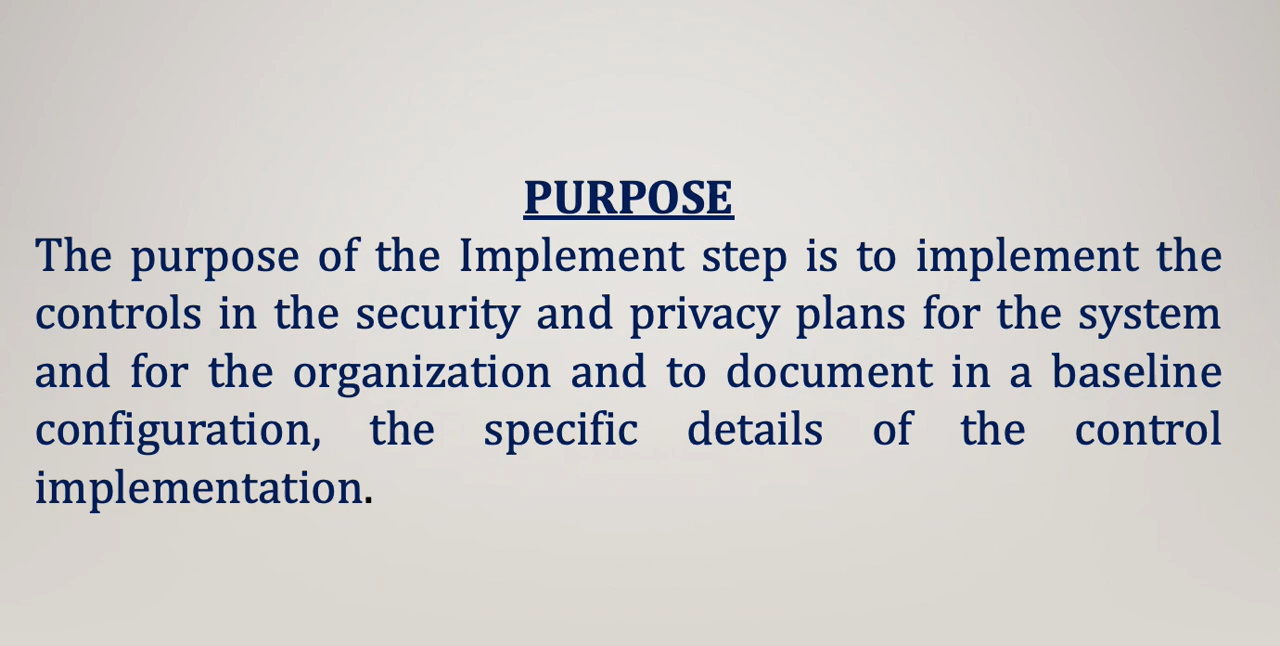 PURPOSE
The purpose of the Implement step is to implement the
controls in the security and privacy plans for the system
and for the organization and to document in a baseline
configuration, the specific details of the control
implementation.